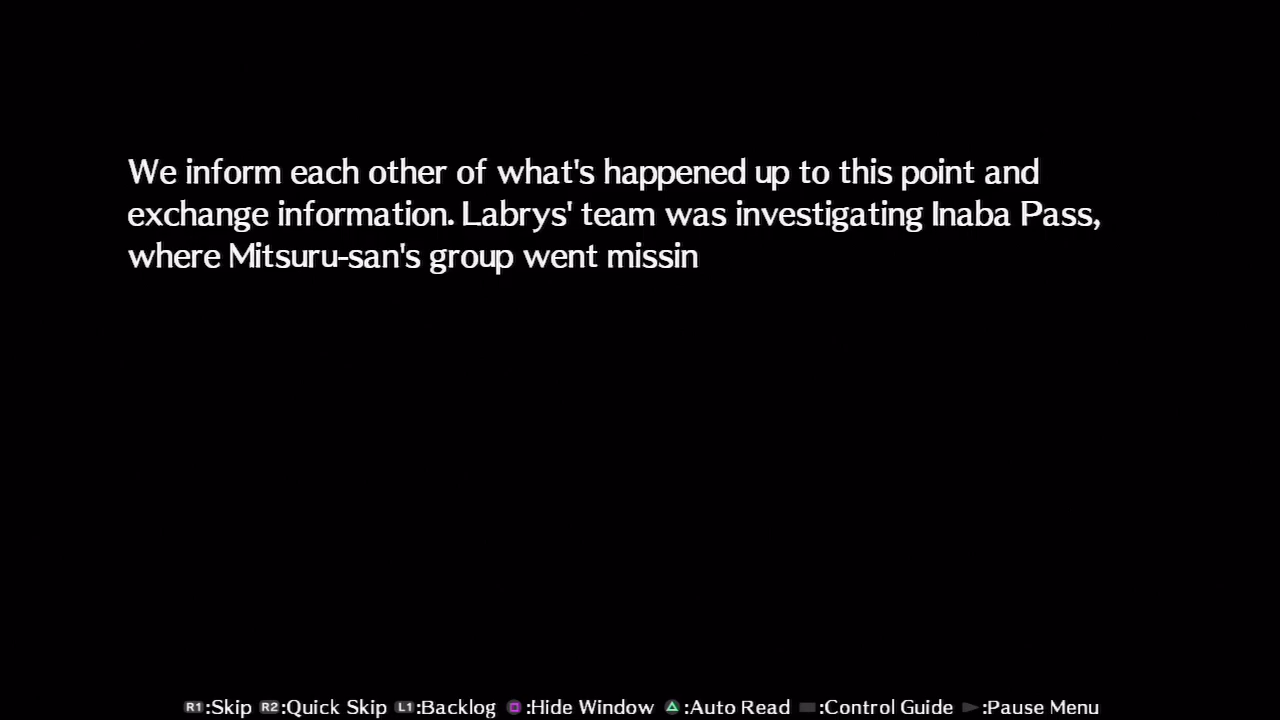 We inform each other of what's happened up to this point and
exchange information. Labrys' team was investigating Inaba Pass,
where Mitsuru-san's group went missin
R1:Skip R2:Quick Skip L1:Backlog :Hide Window :Auto Read :Control Guide :Pause Menu